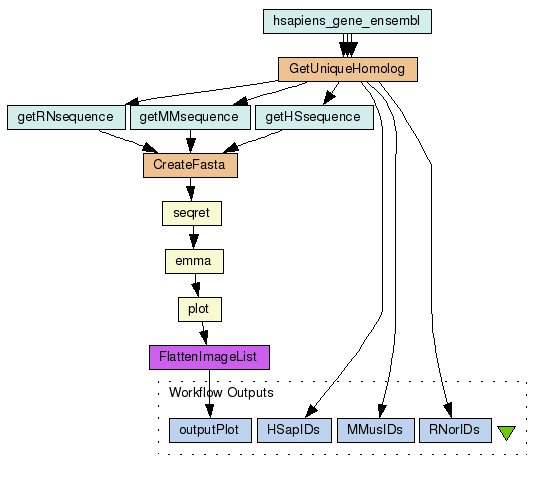 hsapiens_gene_ensembl
GetUniqueHomolog
getRNsequence
getMMsequence
getHSsequence
CreateFasta
seqret
emma
plot
FlattenImageList
Workflow Outputs
outputPlot
HSapIDs
MMusIDs
RNorIDs